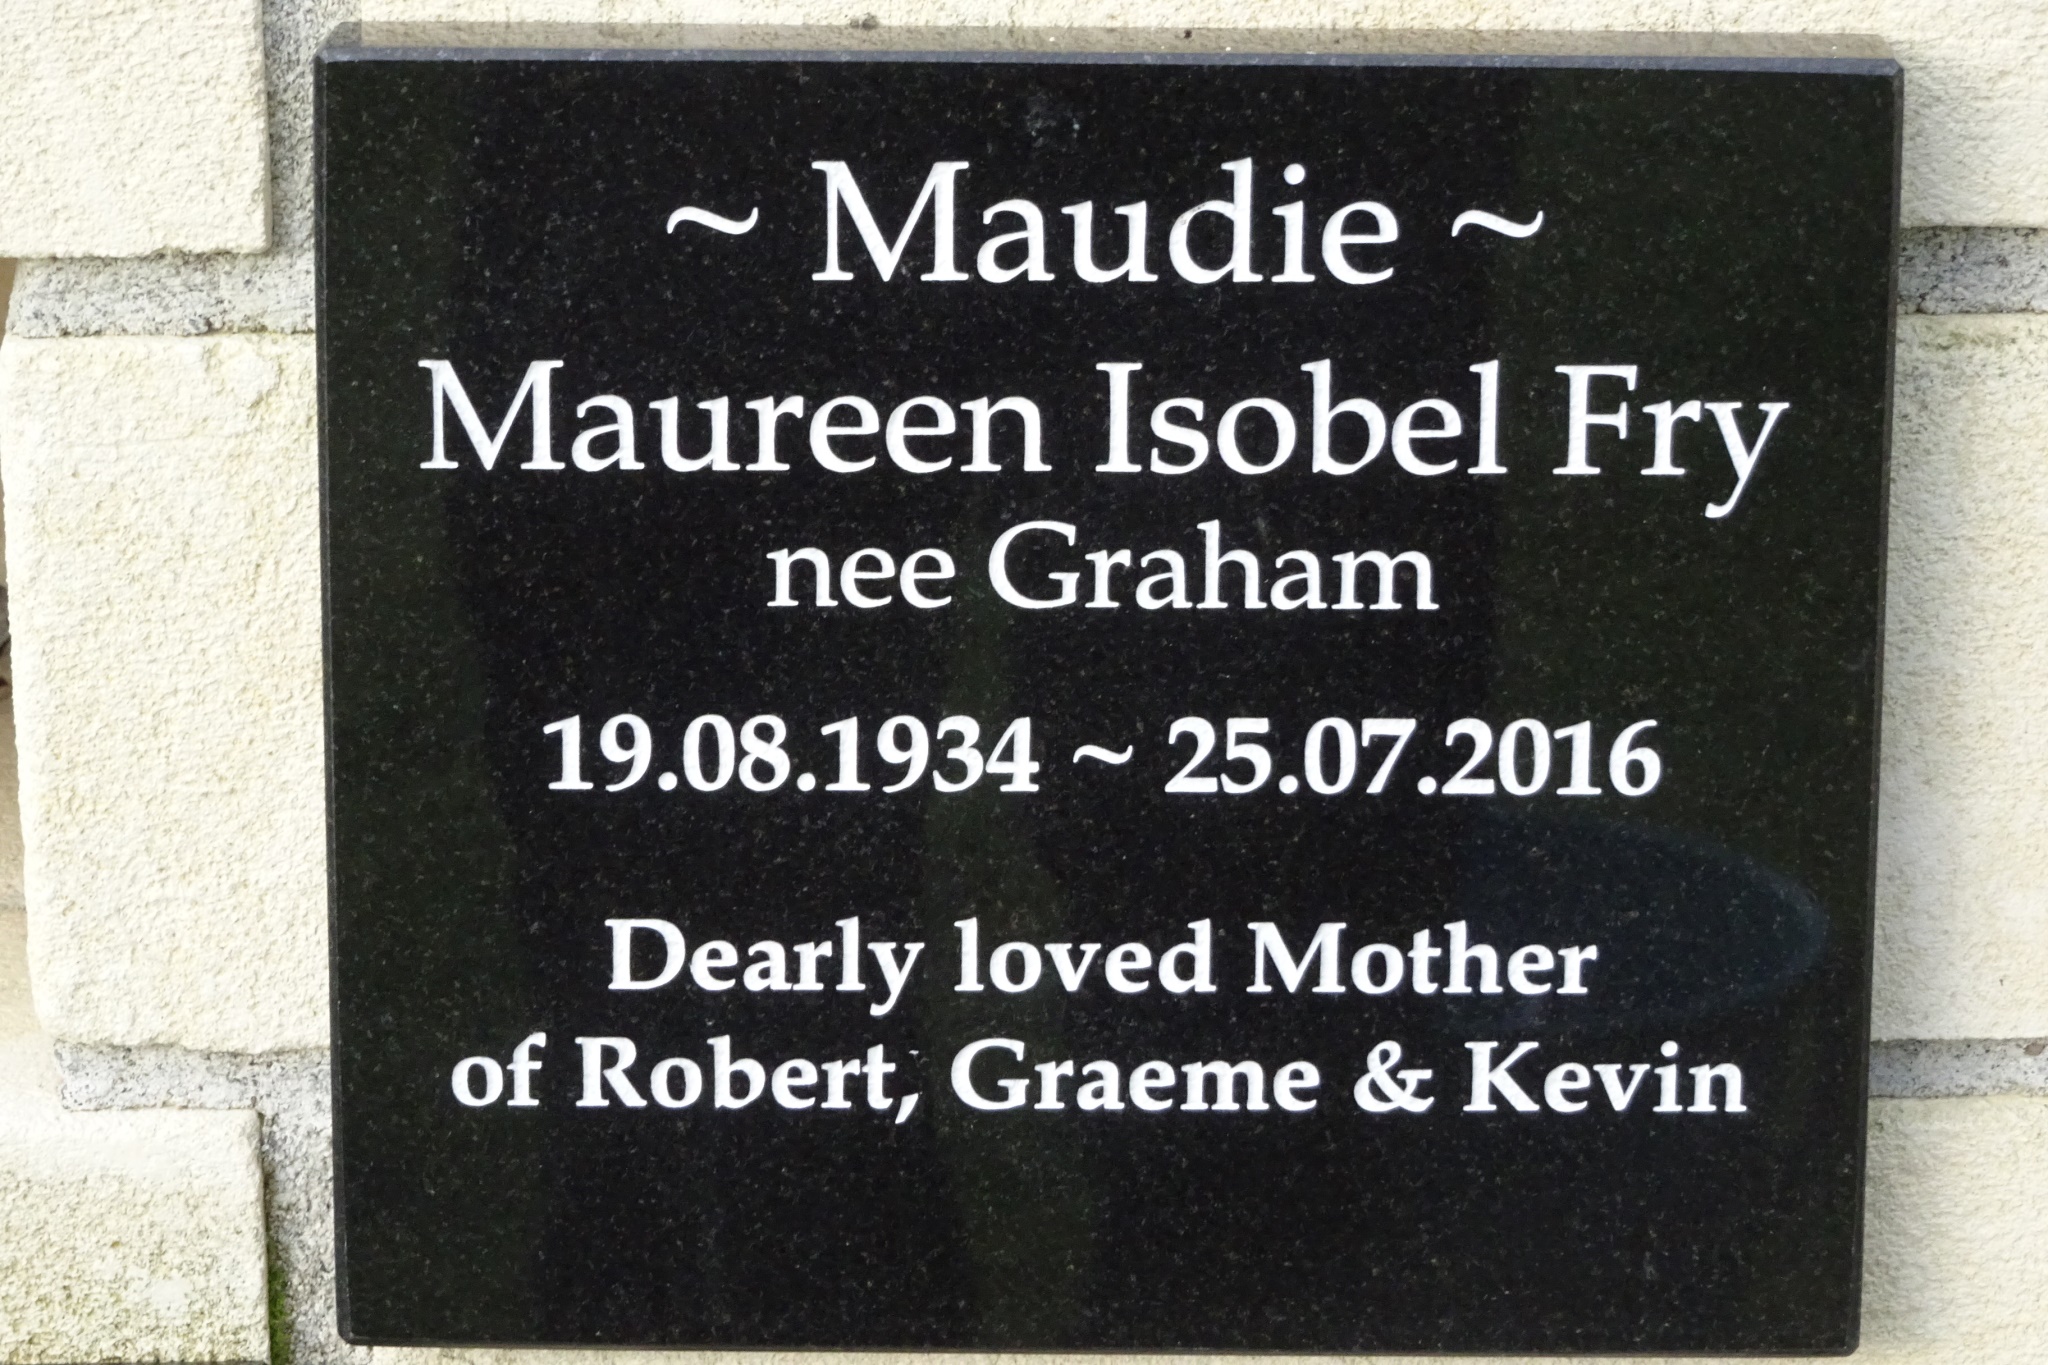 ~ Maudie ~
Maureen Isobel Fry
nee Graham
19.08.1934 ~ 25.07.2016
Dearly loved Mother
of Robert, Graeme & Kevin